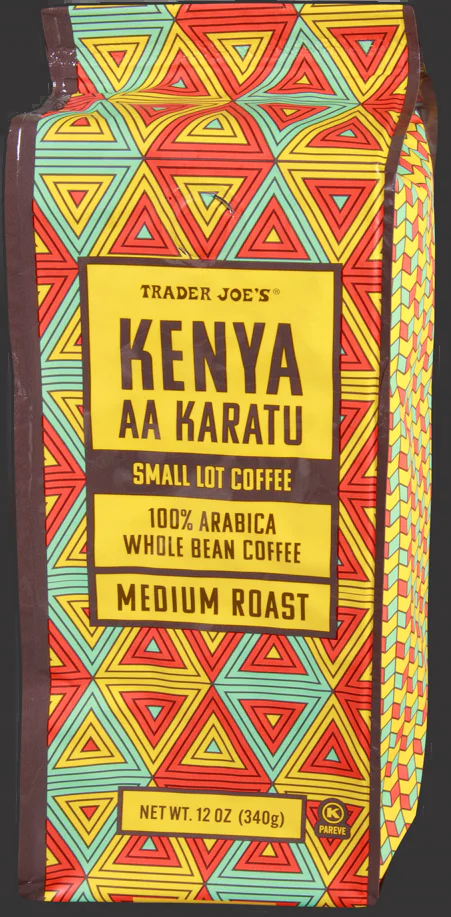 TRADER JOE'S®
KENYA
AA KARATU
SMALL LOT COFFEE
100% ARABICA
WHOLE BEAN COFFEE
MEDIUM ROAST
NET WT. 12 OZ (340g)
K
PAREVE